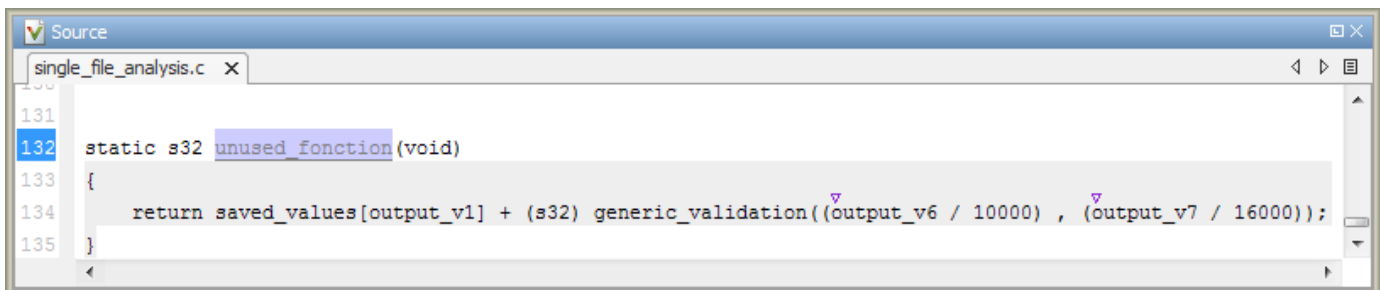 Source
single_file_analysis.c X
131
132 static s32 unused_fonction(void)
133 {
134 return saved_values[output_v1] + (s32) generic_validation((output_v6 / 10000) , (output_v7 / 16000));
135 }